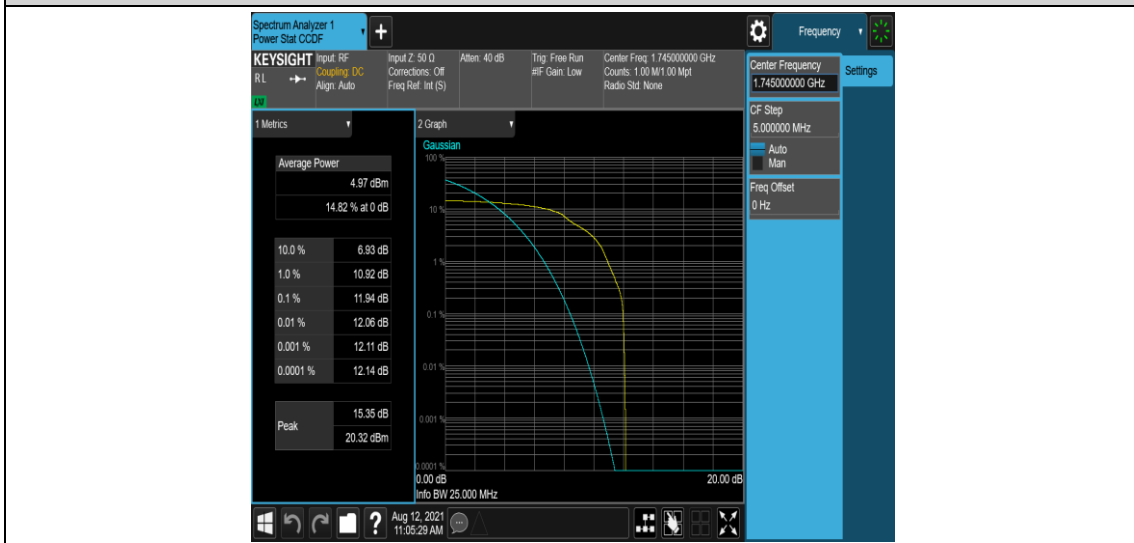 Spectrum Analyzer 1
Power Stat CCDF
Frequency
KEYSIGHT
RL
LXI
Input: RF
Coupling: DC
Align: Auto
Input Z: 50 Ω
Corrections: Off
Freq Ref: Int (S)
Atten: 40 dB
Trig: Free Run
#IF Gain: Low
Center Freq: 1.745000000 GHz
Counts: 1.00 M/1.00 Mpt
Radio Std: None
Center Frequency
1.745000000 GHz
Settings
CF Step
5.000000 MHz
Auto
Man
Freq Offset
0 Hz
1 Metrics
Average Power
4.97 dBm
14.82 % at 0 dB
10.0 % 6.93 dB
1.0 % 10.92 dB
0.1 % 11.94 dB
0.01 % 12.06 dB
0.001 % 12.11 dB
0.0001 % 12.14 dB
Peak
15.35 dB
20.32 dBm
2 Graph
Gaussian
100 %
10 %
1 %
0.1 %
0.01 %
0.001 %
0.0001 %
0.00 dB 20.00 dB
Info BW 25.000 MHz
?
Aug 12, 2021
11:05:29 AM